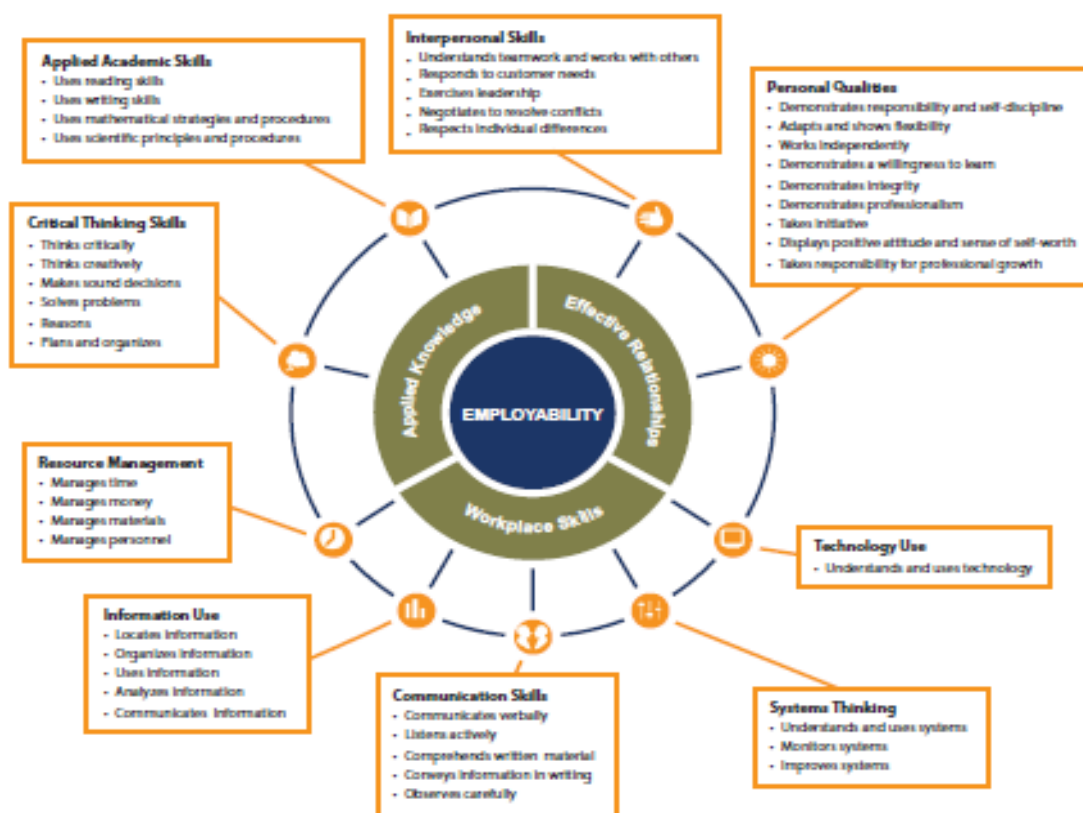 Applied Academic Skills
• Uses reading skills
• Uses writing skills
• Uses mathematical strategies and procedures
• Uses scientific principles and procedures
Interpersonal Skills
• Understands teamwork and works with others
• Responds to customer needs
• Exercises leadership
• Negotiates to resolve conflicts
• Respects individual differences
Personal Qualities
• Demonstrates responsibility and self-discipline
• Adapts and shows flexibility
• Works independently
• Demonstrates a willingness to learn
• Demonstrates integrity
• Demonstrates professionalism
• Takes initiative
• Displays positive attitude and sense of self-worth
• Takes responsibility for professional growth
Critical Thinking Skills
• Thinks critically
• Thinks creatively
• Makes sound decisions
• Solves problems
• Reasons
• Plans and organizes
Applied Knowledge
Effective Relationships
EMPLOYABILITY
Workplace Skills
Resource Management
• Manages time
• Manages money
• Manages materials
• Manages personnel
Technology Use
• Understands and uses technology
Information Use
• Locates Information
• Organizes Information
• Uses Information
• Analyzes Information
• Communicates Information
Communication Skills
• Communicates verbally
• Listens actively
• Comprehends written material
• Conveys information in writing
• Observes carefully
Systems Thinking
• Understands and uses systems
• Monitors systems
• Improves systems